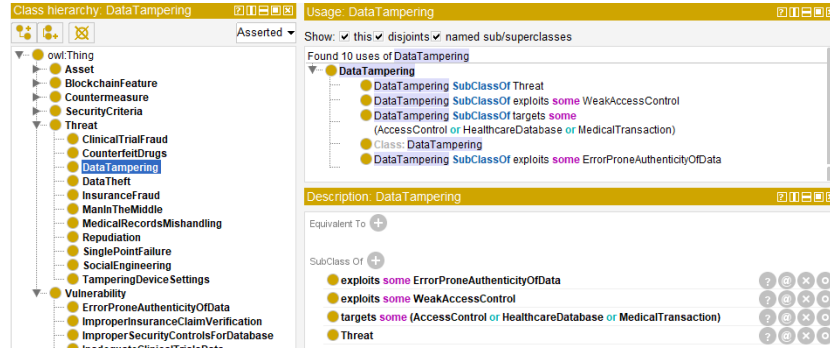 Class hierarchy: DataTampering
Asserted
owl:Thing
Asset
BlockchainFeature
Countermeasure
SecurityCriteria
Threat
ClinicalTrialFraud
CounterfeitDrugs
DataTampering
DataTheft
InsuranceFraud
ManInTheMiddle
MedicalRecordsMishandling
Repudiation
SinglePointFailure
SocialEngineering
TamperingDeviceSettings
Vulnerability
ErrorProneAuthenticityOfData
ImproperInsuranceClaimVerification
ImproperSecurityControlsForDatabase
Usage: DataTampering
Show: this disjoints named sub/superclasses
Found 10 uses of DataTampering
DataTampering
DataTampering SubClassOf Threat
DataTampering SubClassOf exploits some WeakAccessControl
DataTampering SubClassOf targets some
(AccessControl or HealthcareDatabase or MedicalTransaction)
Class: DataTampering
DataTampering SubClassOf exploits some ErrorProneAuthenticityOfData
Description: DataTampering
Equivalent To
SubClass Of
exploits some ErrorProneAuthenticityOfData
exploits some WeakAccessControl
targets some (AccessControl or HealthcareDatabase or MedicalTransaction)
Threat